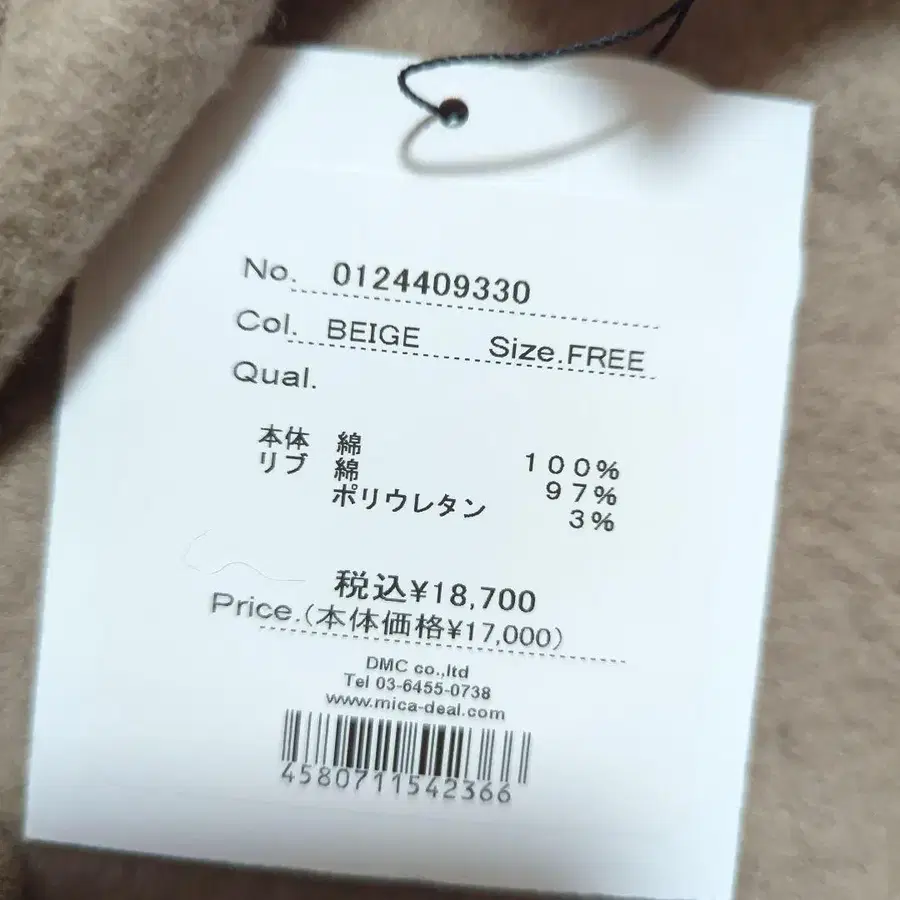 No. 0124409330
Col. BEIGE Size.FREE
Qual.
本体 綿 100%
リブ 綿 97%
ポリウレタン 3%
税込¥18,700
Price.(本体価格¥17,000)
DMC co.,ltd
Tel 03-6455-0738
www.mica-deal.com
4580711542366